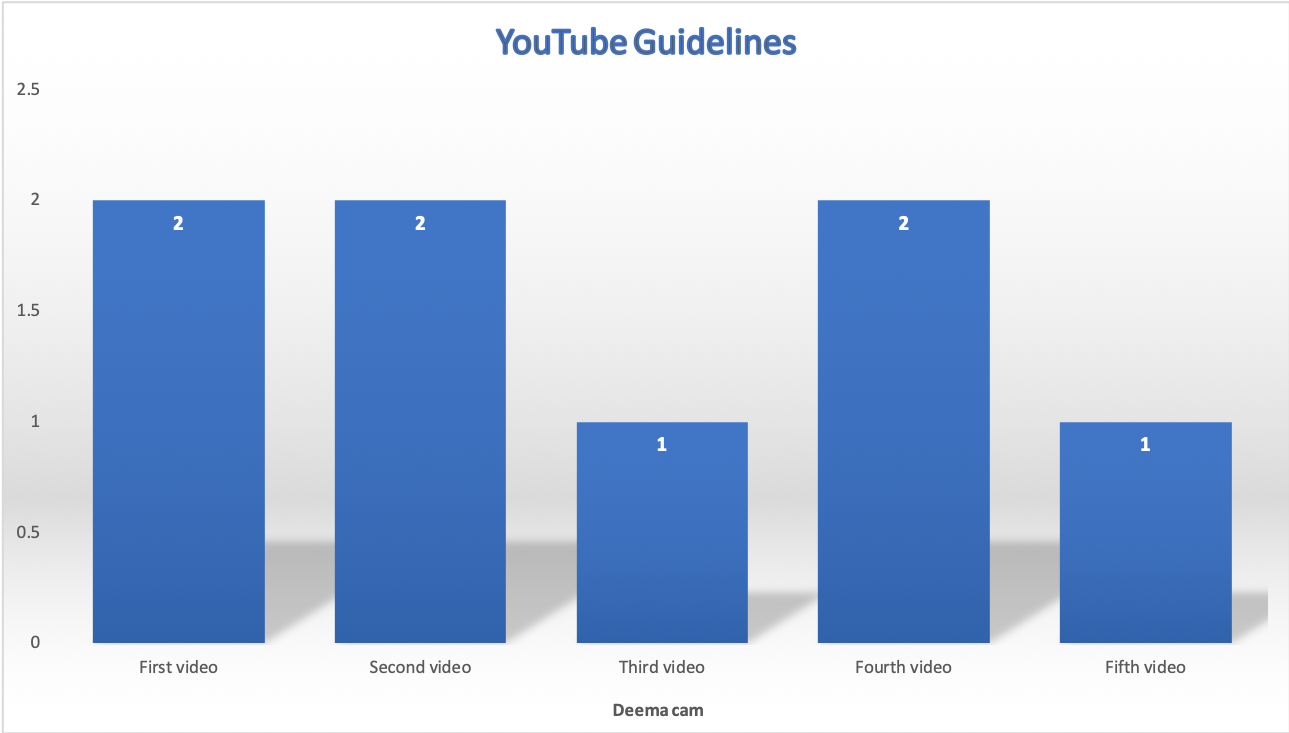 YouTube Guidelines
2.5
2
1.5
1
0.5
0
2
2
1
2
1
First video
Second video
Third video
Fourth video
Fifth video
Deema cam